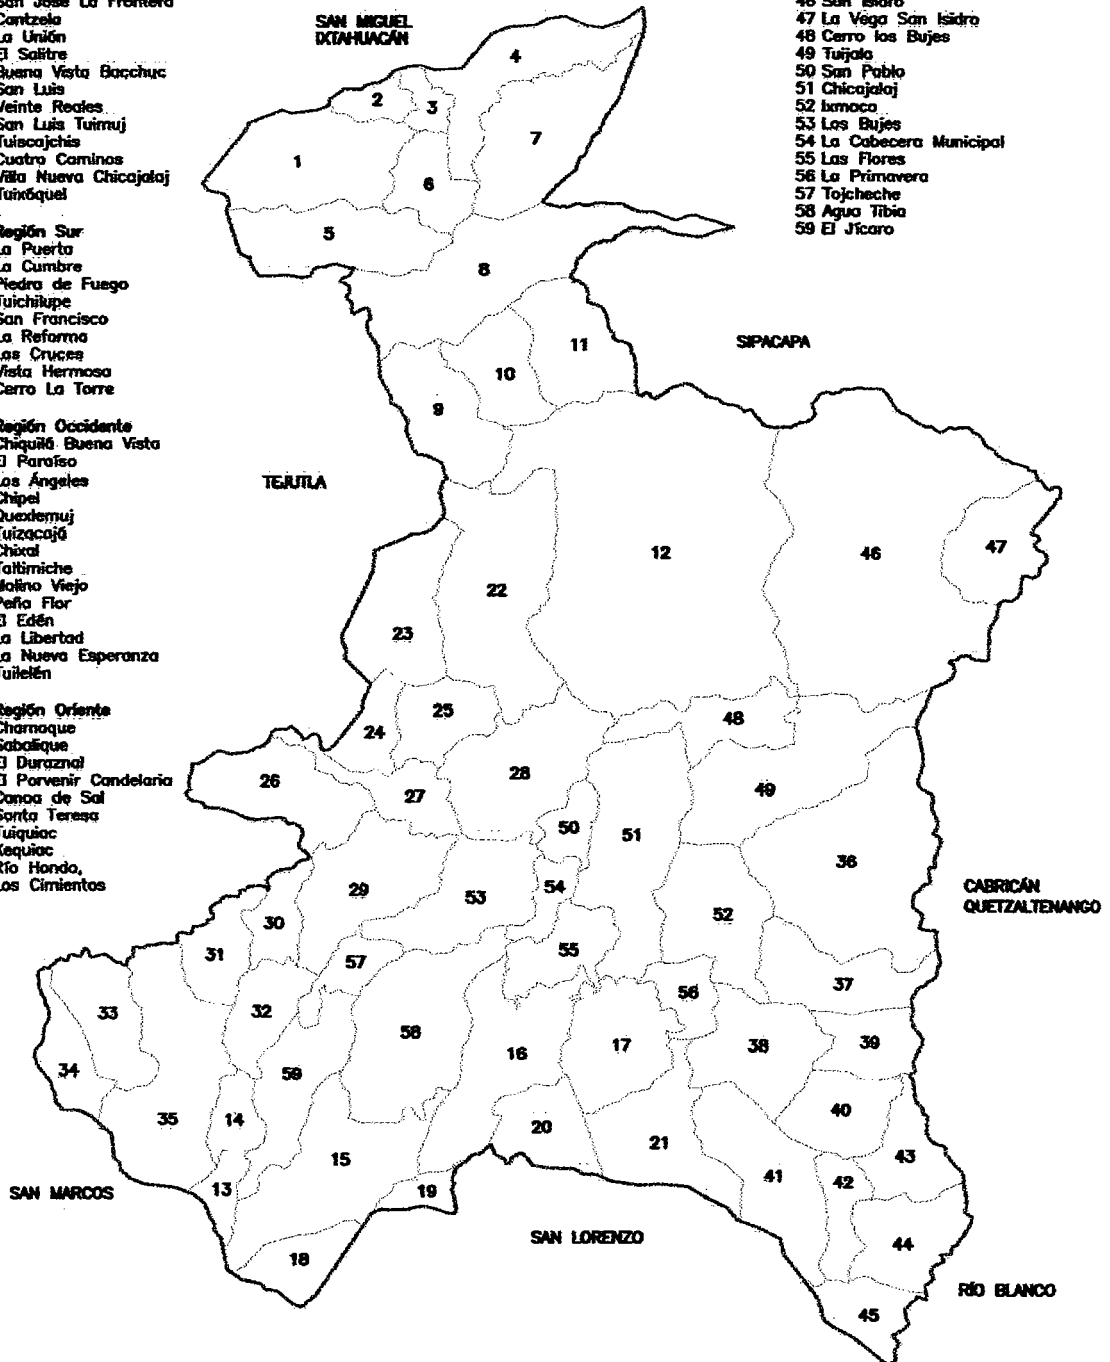 San José La Frontera
Cantzela
La Unión
El Salitre
Buena Vista Bacchuc
San Luis
Veinte Reales
San Luis Tuimuj
Tuiscajchis
Cuatro Caminos
Villa Nueva Chicajalaj
Tuixóquel
Región Sur
La Puerta
La Cumbre
Piedra de Fuego
Tuichilupe
San Francisco
La Reforma
Las Cruces
Vista Hermosa
Cerro La Torre
Región Occidente
Chiquilá Buena Vista
El Paraíso
Los Ángeles
Chipel
Quexlemuj
Tuizacajá
Chixal
Taltimiche
Molino Viejo
Peña Flor
El Edén
La Libertad
La Nueva Esperanza
Tuilelén
Región Oriente
Chamaque
Sabalique
El Duraznal
El Porvenir Candelaria
Canoa de Sal
Santa Teresa
Tuiquiac
Xequiac
Río Hondo,
Los Cimientos
46 San Isidro
47 La Vega San Isidro
48 Cerro los Bujes
49 Tuijala
50 San Pablo
51 Chicajalaj
52 Ixmoco
53 Los Bujes
54 La Cabecera Municipal
55 Las Flores
56 La Primavera
57 Tojcheche
58 Agua Tibia
59 El Jícaro
SAN MIGUEL
IXTAHUACÁN
4
2
3
7
1
6
5
8
11
SIPACAPA
10
9
TEJUTLA
12
46
47
22
23
25
48
24
28
26
27
49
50
51
36
29
53
54
52
CABRICÁN
QUETZALTENANGO
30
31
57
55
37
56
33
32
58
16
17
38
39
34
59
35
14
40
20
21
15
43
41
42
SAN MARCOS
13
19
SAN LORENZO
44
18
RÍO BLANCO
45